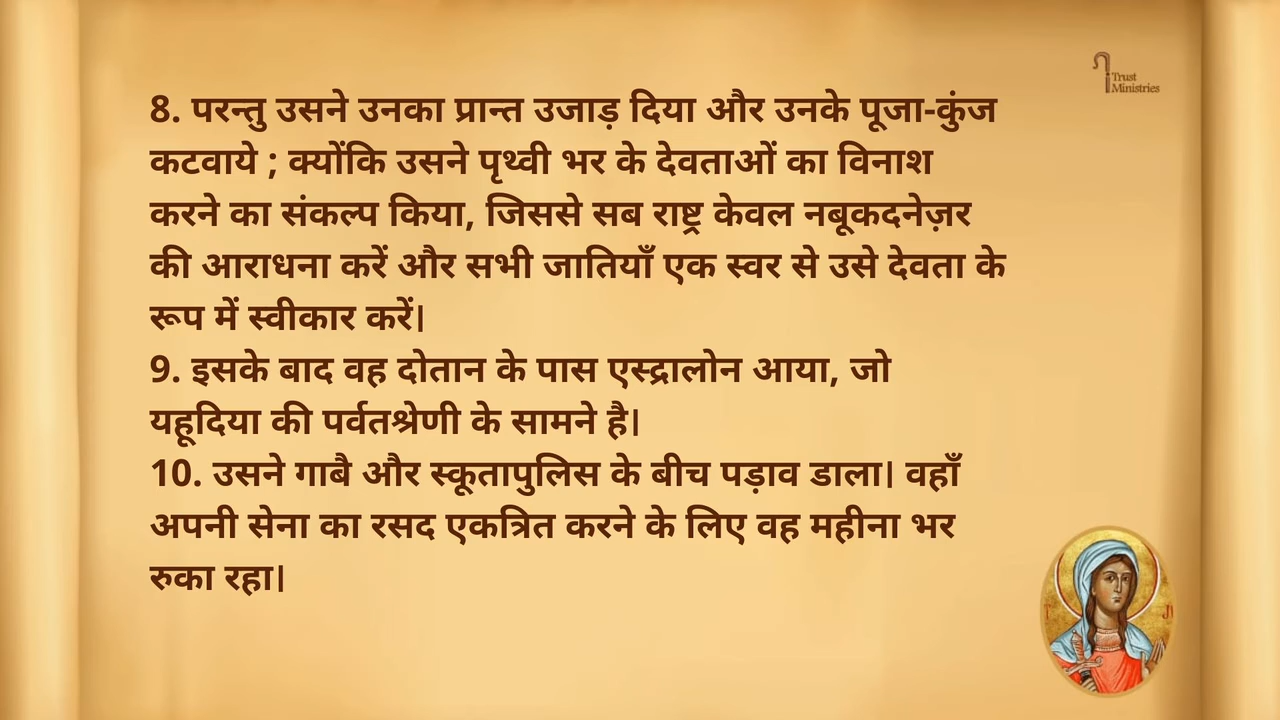 Trust
Ministries
8. परन्तु उसने उनका प्रान्त उजाड़ दिया और उनके पूजा-कुंज
कटवाये ; क्योंकि उसने पृथ्वी भर के देवताओं का विनाश
करने का संकल्प किया, जिससे सब राष्ट्र केवल नबूकदनेज़र
की आराधना करें और सभी जातियाँ एक स्वर से उसे देवता के
रूप में स्वीकार करें।
9. इसके बाद वह दोतान के पास एस्द्रालोन आया, जो
यहूदिया की पर्वतश्रेणी के सामने है।
10. उसने गाबै और स्कूतापुलिस के बीच पड़ाव डाला। वहाँ
अपनी सेना का रसद एकत्रित करने के लिए वह महीना भर
रुका रहा।